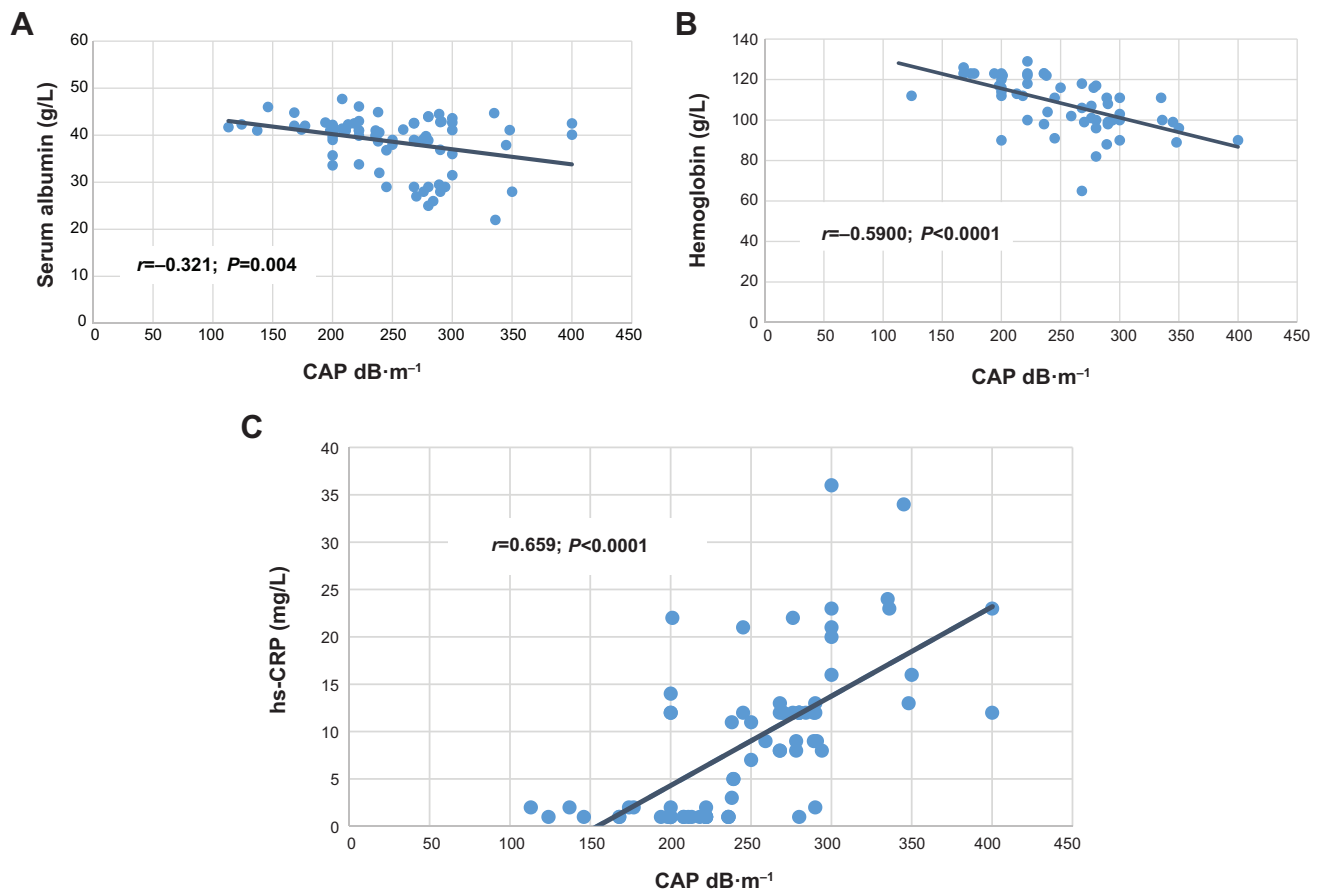 A
60
50
40
30
20
10
0
Serum albumin (g/L)
r=–0.321; P=0.004
0 50 100 150 200 250 300 350 400 450
CAP dB·m⁻¹
B
140
120
100
80
60
40
20
0
Hemoglobin (g/L)
r=–0.5900; P<0.0001
0 50 100 150 200 250 300 350 400 450
CAP dB·m⁻¹
C
40
35
30
25
20
15
10
5
0
hs-CRP (mg/L)
r=0.659; P<0.0001
0 50 100 150 200 250 300 350 400 450
CAP dB·m⁻¹